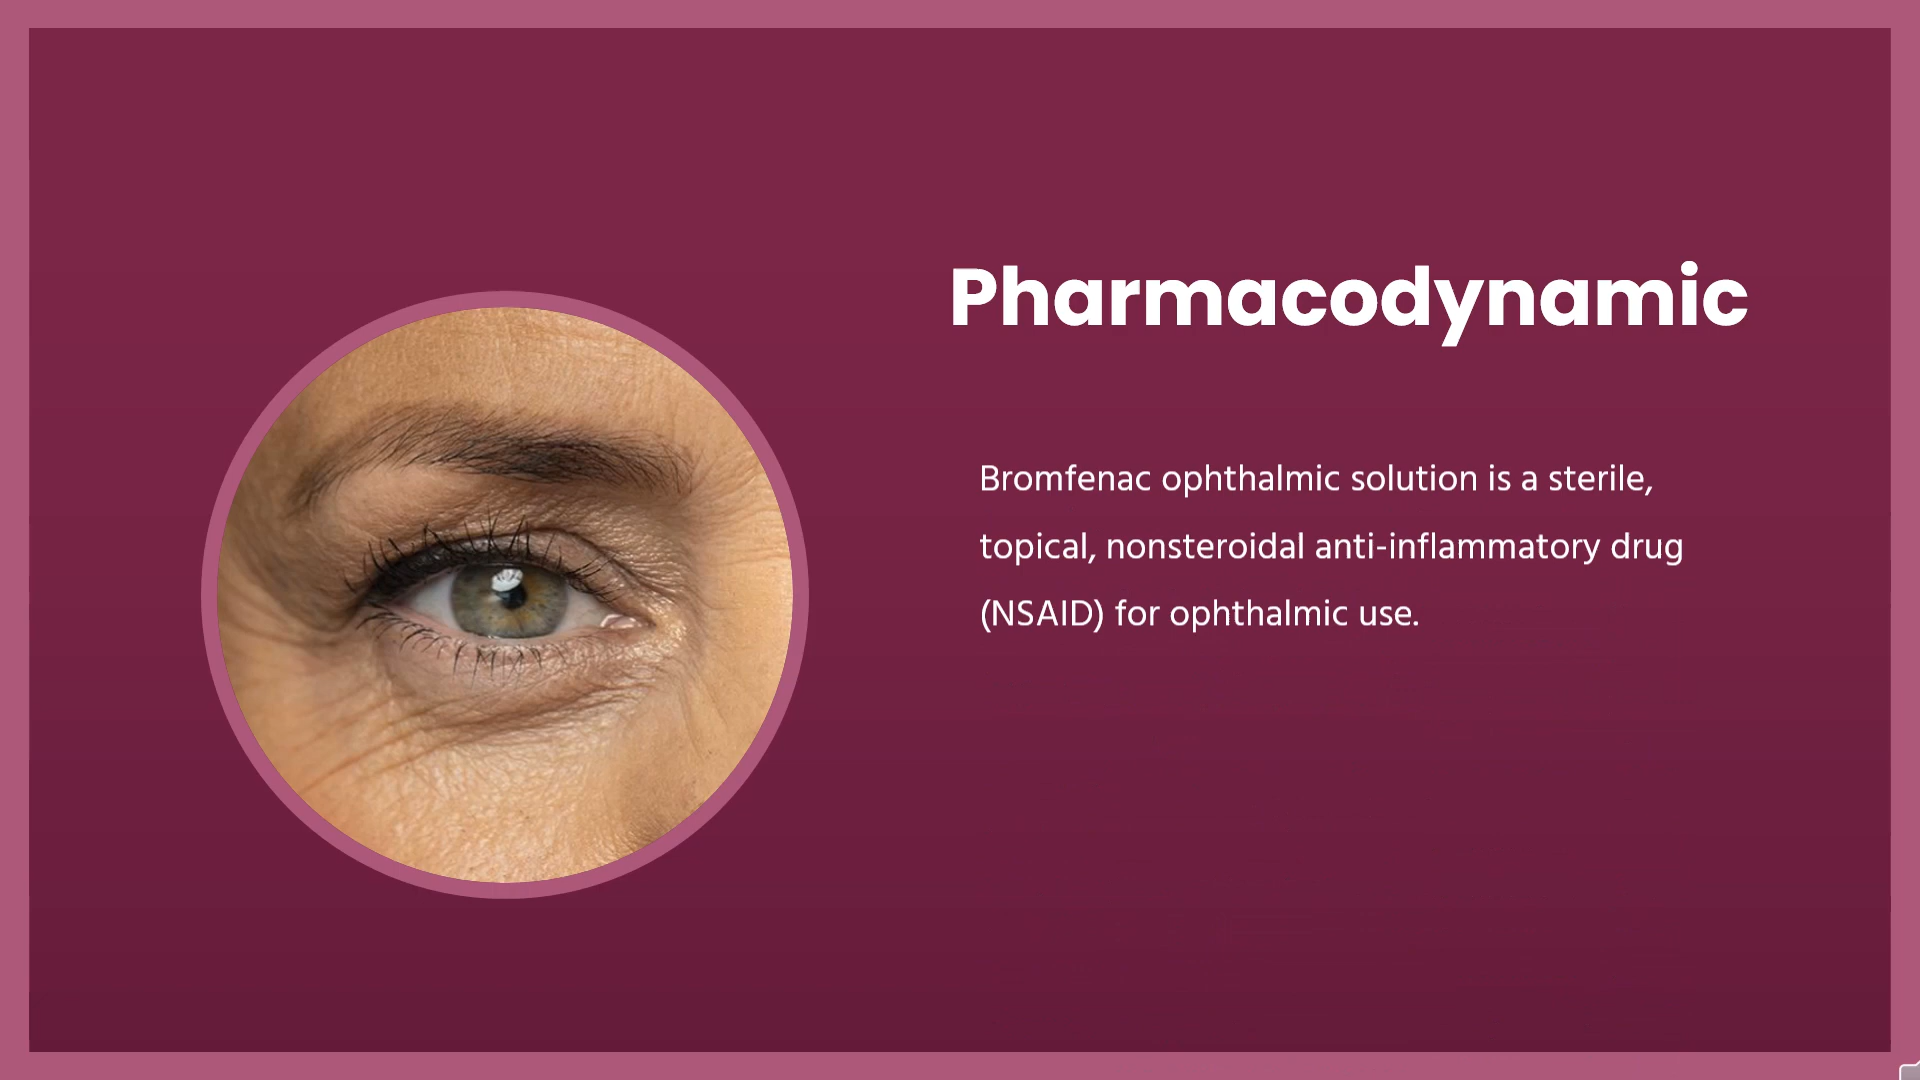 Pharmacodynamic
Bromfenac ophthalmic solution is a sterile,
topical, nonsteroidal anti-inflammatory drug
(NSAID) for ophthalmic use.